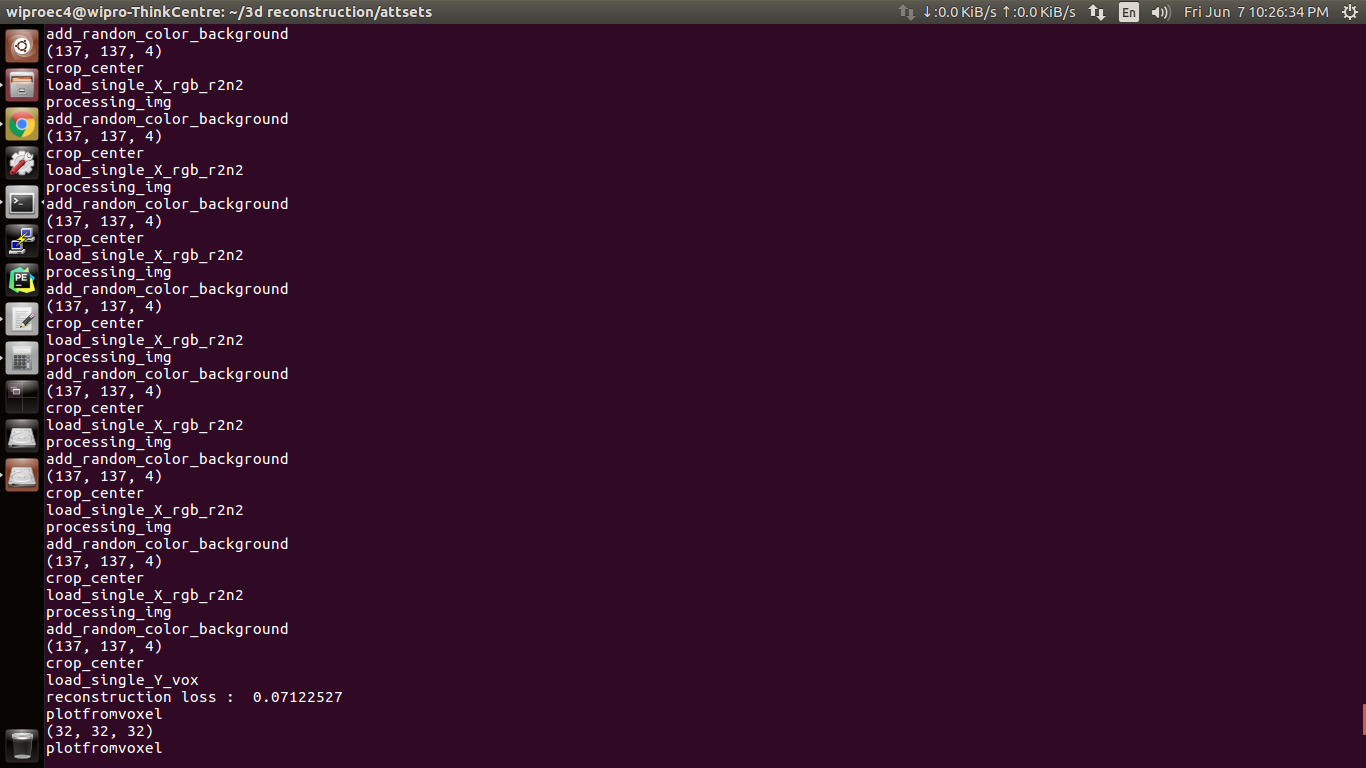 wiproec4@wipro-ThinkCentre: ~/3d reconstruction/attsets
↓:0.0 KiB/s ↑:0.0 KiB/s En Fri Jun 7 10:26:34 PM
add_random_color_background
(137, 137, 4)
crop_center
load_single_X_rgb_r2n2
processing_img
add_random_color_background
(137, 137, 4)
crop_center
load_single_X_rgb_r2n2
processing_img
add_random_color_background
(137, 137, 4)
crop_center
load_single_X_rgb_r2n2
processing_img
add_random_color_background
(137, 137, 4)
crop_center
load_single_X_rgb_r2n2
processing_img
add_random_color_background
(137, 137, 4)
crop_center
load_single_X_rgb_r2n2
processing_img
add_random_color_background
(137, 137, 4)
crop_center
load_single_X_rgb_r2n2
processing_img
add_random_color_background
(137, 137, 4)
crop_center
load_single_X_rgb_r2n2
processing_img
add_random_color_background
(137, 137, 4)
crop_center
load_single_Y_vox
reconstruction loss :  0.07122527
plotfromvoxel
(32, 32, 32)
plotfromvoxel
PE